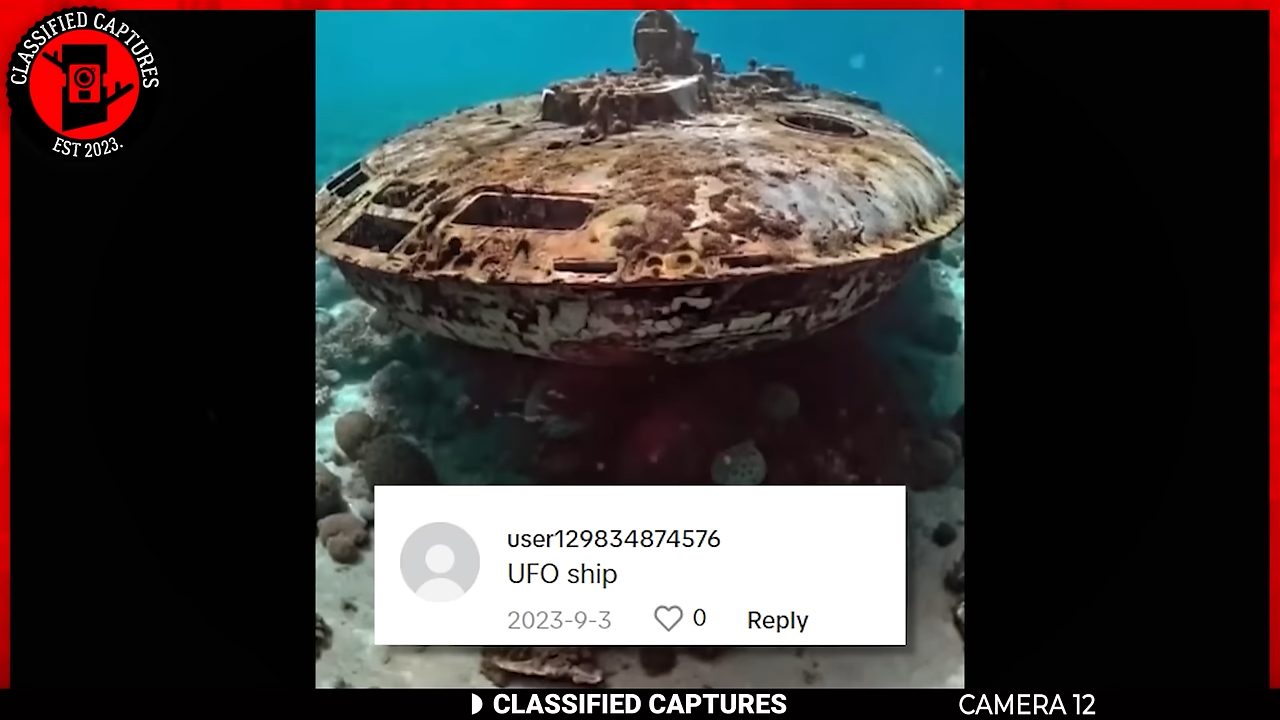 CLASSIFIED CAPTURES
EST 2023.
user129834874576
UFO ship
2023-9-3
0
Reply
CLASSIFIED CAPTURES
CAMERA 12